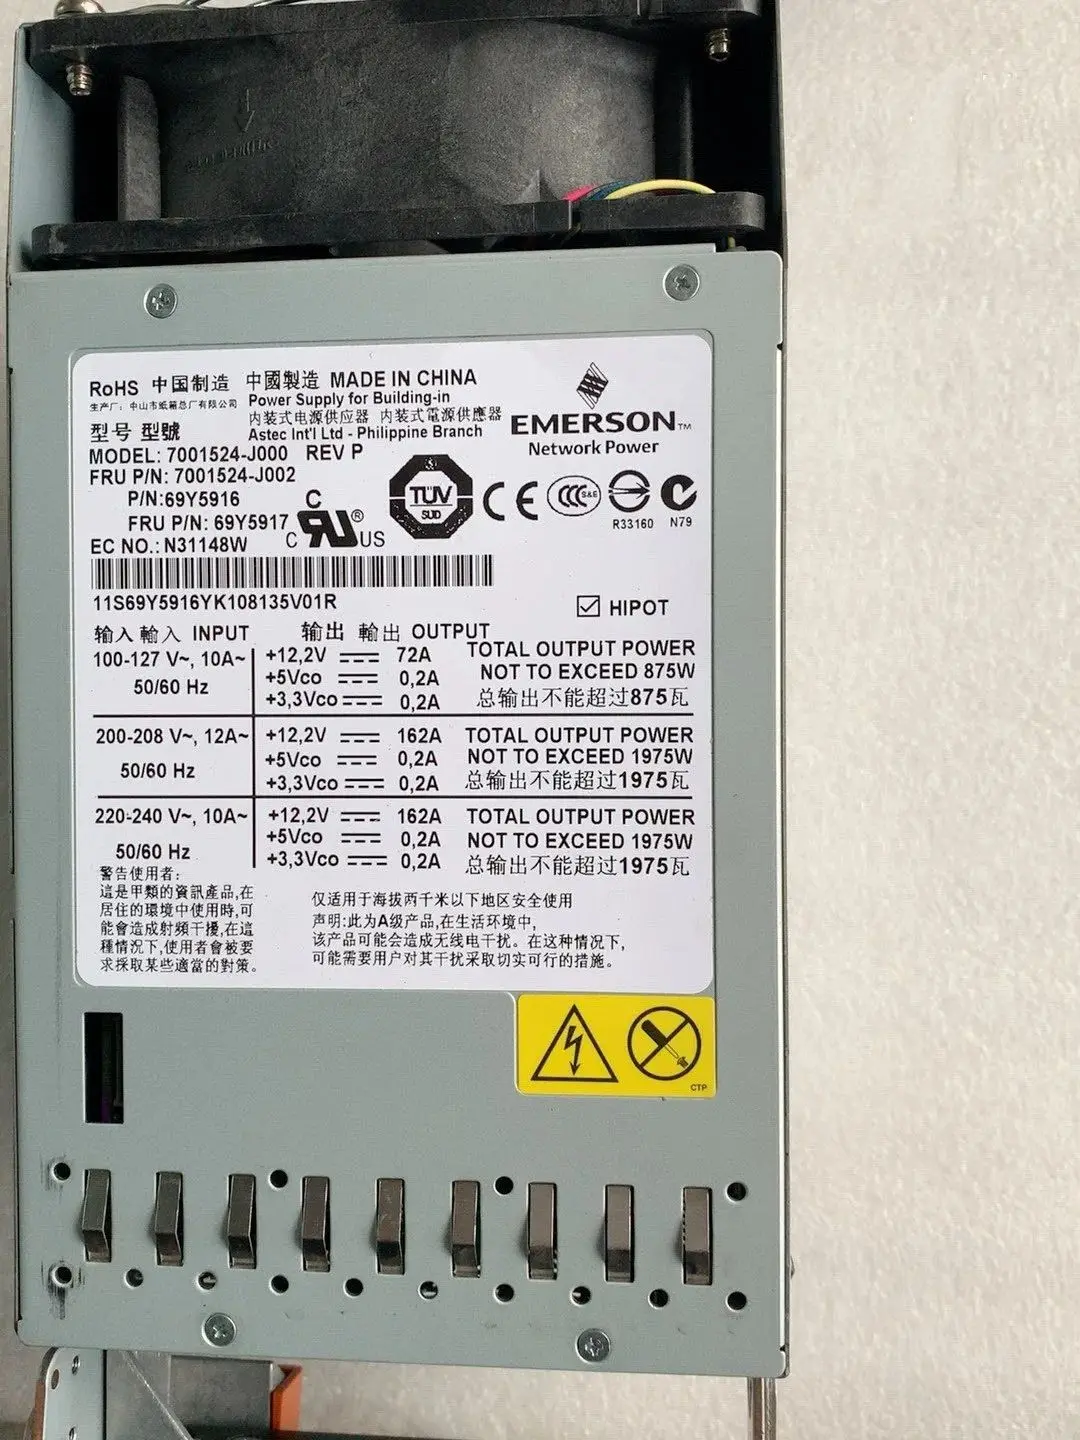 RoHS 中国制造 中國製造 MADE IN CHINA
生产厂: 中山市纸箱总厂有限公司
Power Supply for Building-in
内装式电源供应器 內裝式電源供應器
型号 型號
Astec Int'l Ltd - Philippine Branch
MODEL: 7001524-J000 REV P
FRU P/N: 7001524-J002
P/N:69Y5916
FRU P/N: 69Y5917
EC NO.: N31148W
EMERSON™
Network Power
C RU ® US
C
TÜV
SUD
CE
CCC S&E
R33160
N79
11S69Y5916YK108135V01R
HIPOT
输入 輸入 INPUT
输出 輸出 OUTPUT
100-127 V~, 10A~
50/60 Hz
+12,2V 72A
+5Vco 0,2A
+3,3Vco 0,2A
TOTAL OUTPUT POWER
NOT TO EXCEED 875W
总输出不能超过875瓦
200-208 V~, 12A~
50/60 Hz
+12,2V 162A
+5Vco 0,2A
+3,3Vco 0,2A
TOTAL OUTPUT POWER
NOT TO EXCEED 1975W
总输出不能超过1975瓦
220-240 V~, 10A~
50/60 Hz
+12,2V 162A
+5Vco 0,2A
+3,3Vco 0,2A
TOTAL OUTPUT POWER
NOT TO EXCEED 1975W
总输出不能超过1975瓦
警告使用者:
這是甲類的資訊產品,在
居住的環境中使用時,可
能會造成射頻干擾,在這
種情況下,使用者會被要
求採取某些適當的對策。
仅适用于海拔两千米以下地区安全使用
声明:此为A级产品,在生活环境中,
该产品可能会造成无线电干扰。在这种情况下,
可能需要用户对其干扰采取切实可行的措施。
CTP